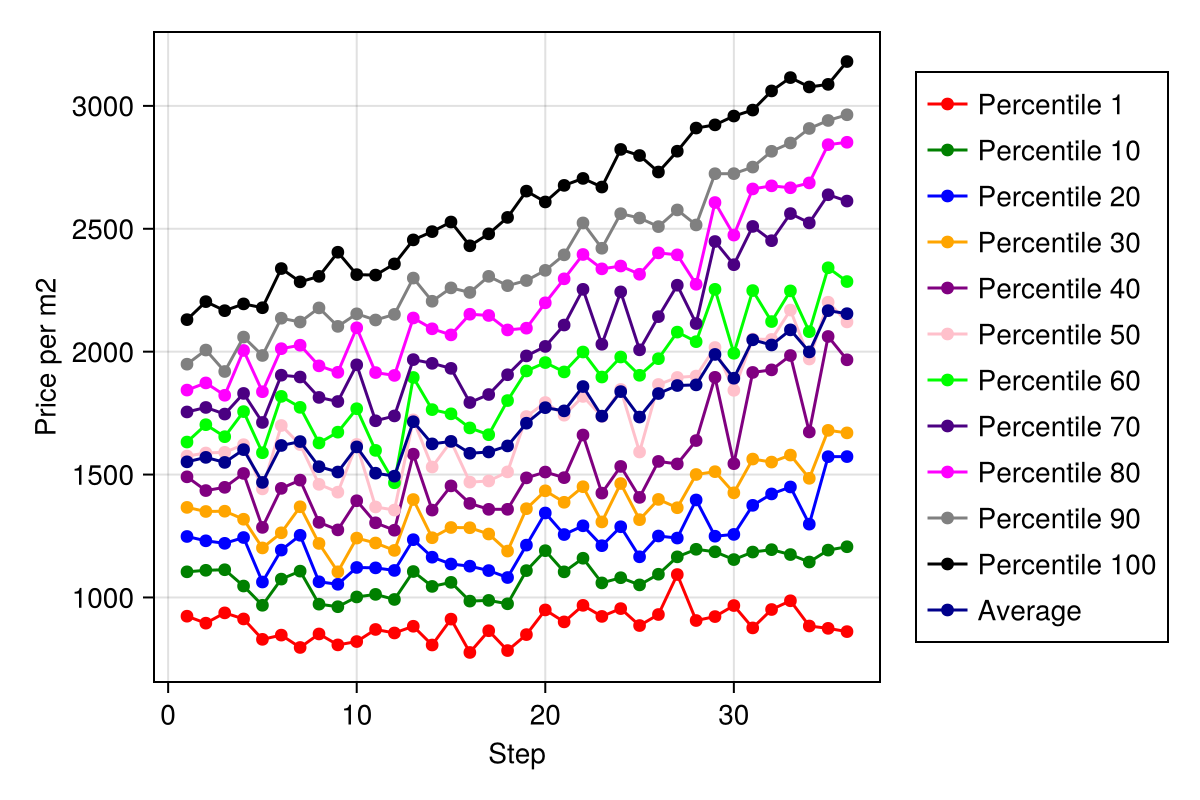 3000
2500
2000
1500
1000
Price per m2
0 10 20 30
Step
Percentile 1
Percentile 10
Percentile 20
Percentile 30
Percentile 40
Percentile 50
Percentile 60
Percentile 70
Percentile 80
Percentile 90
Percentile 100
Average